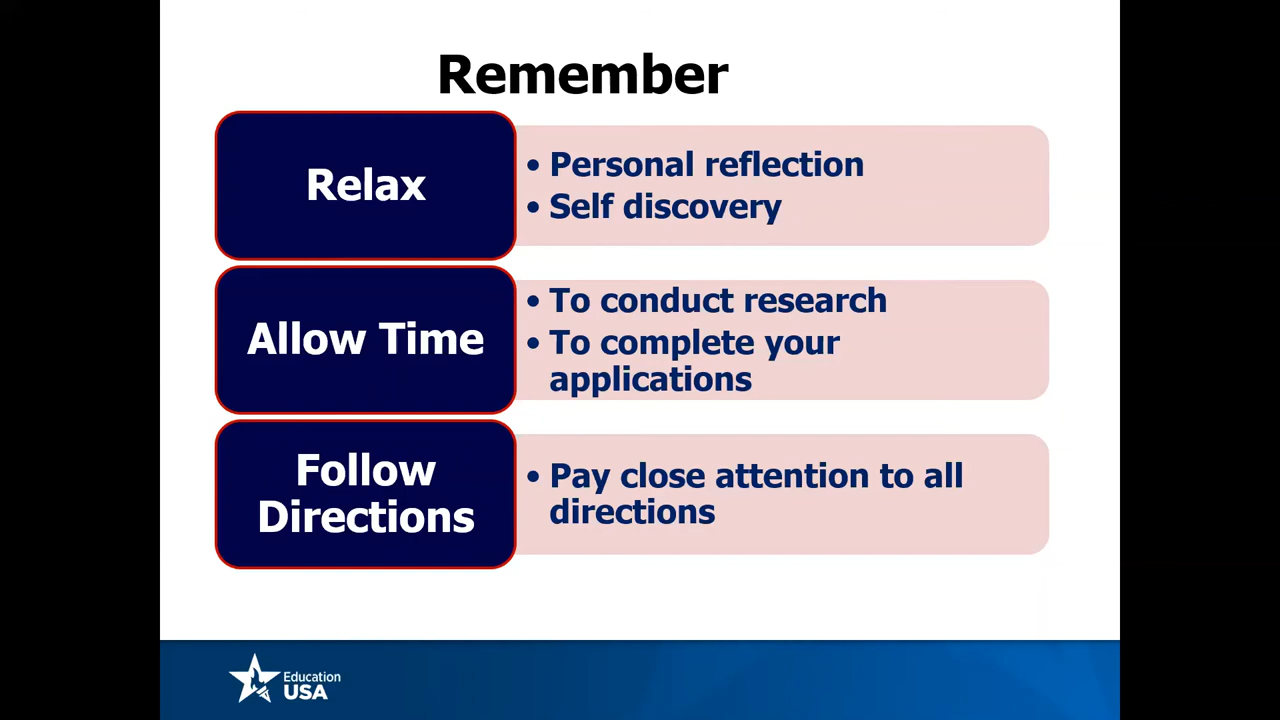 Remember
Relax
• Personal reflection
• Self discovery
Allow Time
• To conduct research
• To complete your
applications
Follow
Directions
• Pay close attention to all
directions
Education
USA